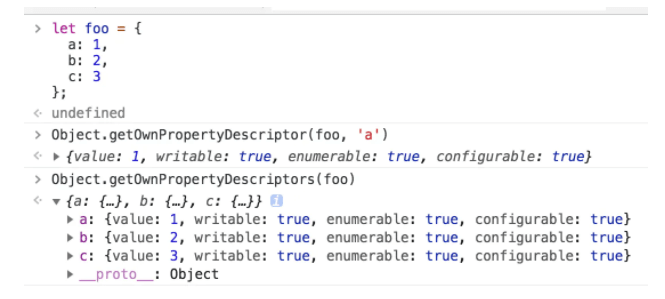 > let foo = {
a: 1,
b: 2,
c: 3
};
undefined
> Object.getOwnPropertyDescriptor(foo, 'a')
{value: 1, writable: true, enumerable: true, configurable: true}
> Object.getOwnPropertyDescriptors(foo)
{a: {…}, b: {…}, c: {…}} i
a: {value: 1, writable: true, enumerable: true, configurable: true}
b: {value: 2, writable: true, enumerable: true, configurable: true}
c: {value: 3, writable: true, enumerable: true, configurable: true}
__proto__: Object